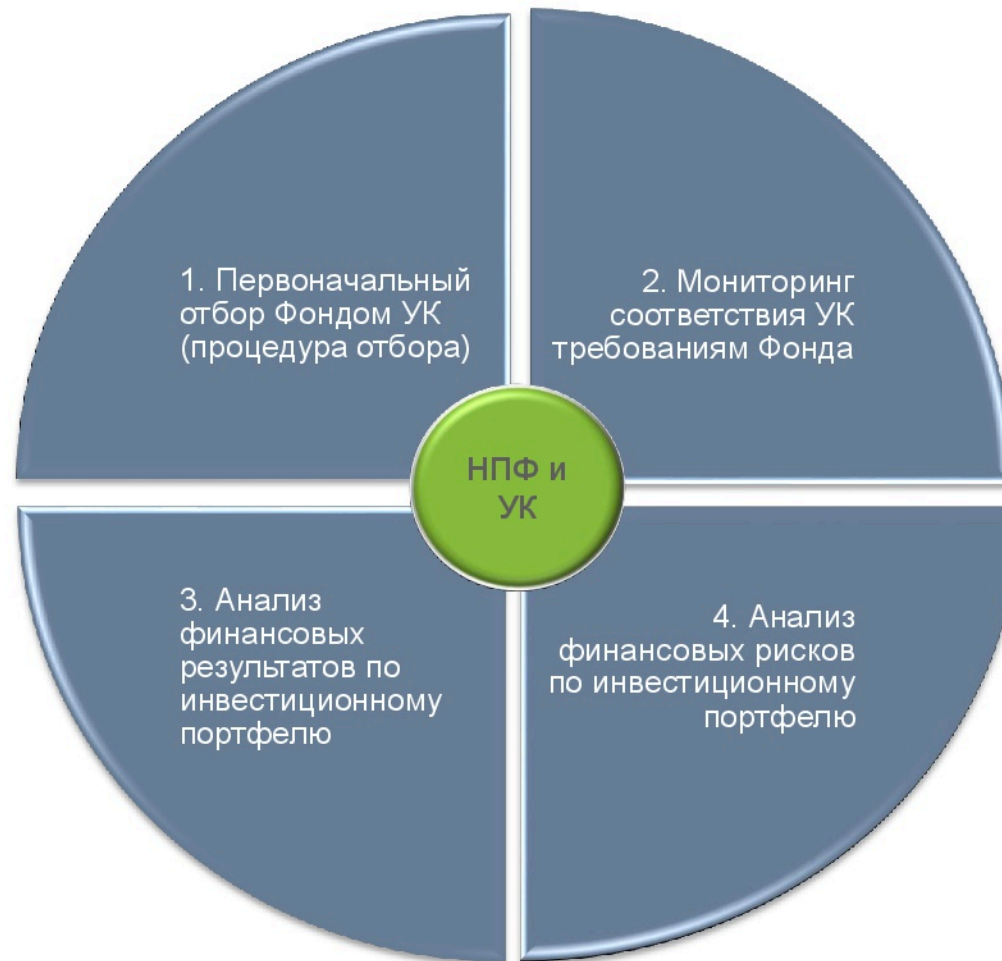 1. Первоначальный
отбор Фондом УК
(процедура отбора)
2. Мониторинг
соответствия УК
требованиям Фонда
НПФ и
УК
3. Анализ
финансовых
результатов по
инвестиционному
портфелю
4. Анализ
финансовых рисков
по инвестиционному
портфелю